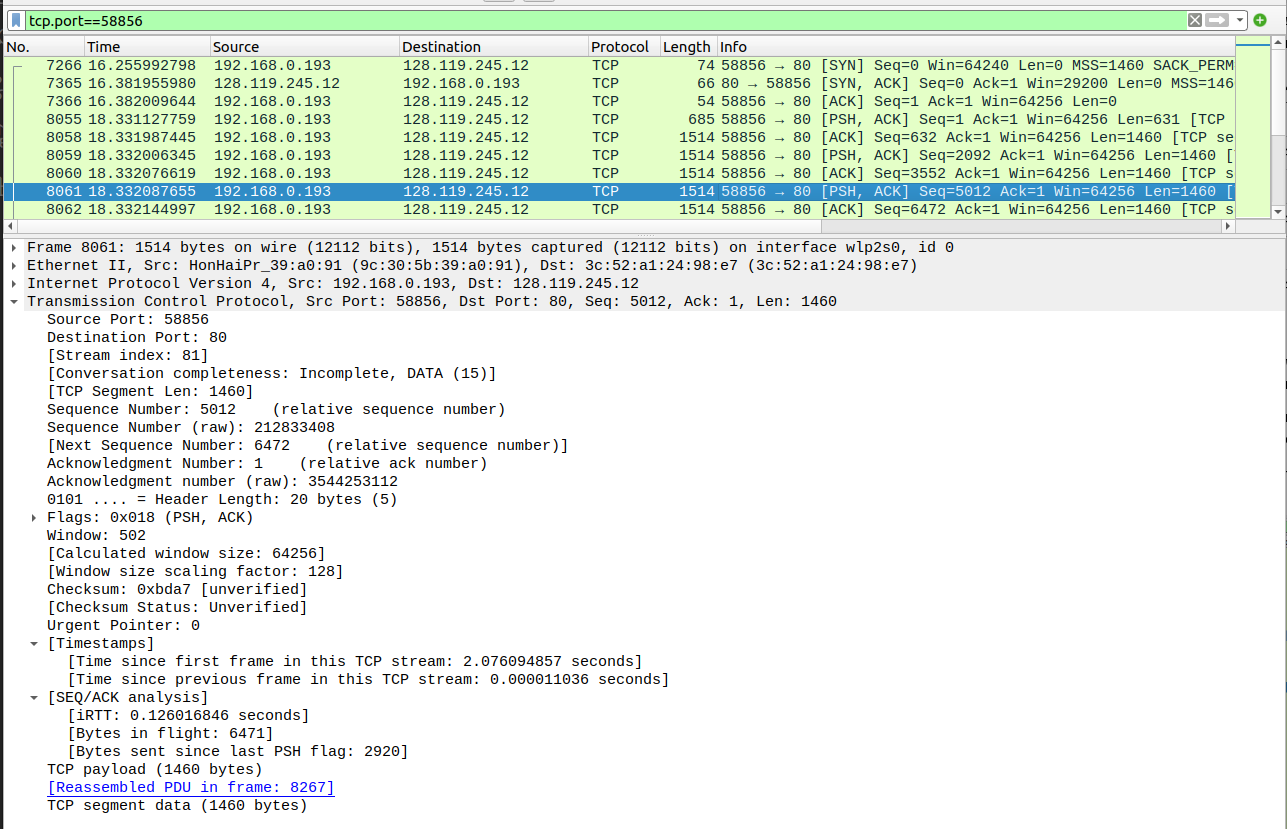 tcp.port==58856
No. Time Source Destination Protocol Length Info
7266 16.255992798 192.168.0.193 128.119.245.12 TCP 74 58856 → 80 [SYN] Seq=0 Win=64240 Len=0 MSS=1460 SACK_PERM
7365 16.381955980 128.119.245.12 192.168.0.193 TCP 66 80 → 58856 [SYN, ACK] Seq=0 Ack=1 Win=29200 Len=0 MSS=146
7366 16.382009644 192.168.0.193 128.119.245.12 TCP 54 58856 → 80 [ACK] Seq=1 Ack=1 Win=64256 Len=0
8055 18.331127759 192.168.0.193 128.119.245.12 TCP 685 58856 → 80 [PSH, ACK] Seq=1 Ack=1 Win=64256 Len=631 [TCP
8058 18.331987445 192.168.0.193 128.119.245.12 TCP 1514 58856 → 80 [ACK] Seq=632 Ack=1 Win=64256 Len=1460 [TCP se
8059 18.332006345 192.168.0.193 128.119.245.12 TCP 1514 58856 → 80 [PSH, ACK] Seq=2092 Ack=1 Win=64256 Len=1460 [
8060 18.332076619 192.168.0.193 128.119.245.12 TCP 1514 58856 → 80 [ACK] Seq=3552 Ack=1 Win=64256 Len=1460 [TCP s
8061 18.332087655 192.168.0.193 128.119.245.12 TCP 1514 58856 → 80 [PSH, ACK] Seq=5012 Ack=1 Win=64256 Len=1460 [
8062 18.332144997 192.168.0.193 128.119.245.12 TCP 1514 58856 → 80 [ACK] Seq=6472 Ack=1 Win=64256 Len=1460 [TCP s
Frame 8061: 1514 bytes on wire (12112 bits), 1514 bytes captured (12112 bits) on interface wlp2s0, id 0
Ethernet II, Src: HonHaiPr_39:a0:91 (9c:30:5b:39:a0:91), Dst: 3c:52:a1:24:98:e7 (3c:52:a1:24:98:e7)
Internet Protocol Version 4, Src: 192.168.0.193, Dst: 128.119.245.12
Transmission Control Protocol, Src Port: 58856, Dst Port: 80, Seq: 5012, Ack: 1, Len: 1460
Source Port: 58856
Destination Port: 80
[Stream index: 81]
[Conversation completeness: Incomplete, DATA (15)]
[TCP Segment Len: 1460]
Sequence Number: 5012 (relative sequence number)
Sequence Number (raw): 212833408
[Next Sequence Number: 6472 (relative sequence number)]
Acknowledgment Number: 1 (relative ack number)
Acknowledgment number (raw): 3544253112
0101 .... = Header Length: 20 bytes (5)
Flags: 0x018 (PSH, ACK)
Window: 502
[Calculated window size: 64256]
[Window size scaling factor: 128]
Checksum: 0xbda7 [unverified]
[Checksum Status: Unverified]
Urgent Pointer: 0
[Timestamps]
[Time since first frame in this TCP stream: 2.076094857 seconds]
[Time since previous frame in this TCP stream: 0.000011036 seconds]
[SEQ/ACK analysis]
[iRTT: 0.126016846 seconds]
[Bytes in flight: 6471]
[Bytes sent since last PSH flag: 2920]
TCP payload (1460 bytes)
[Reassembled PDU in frame: 8267]
TCP segment data (1460 bytes)